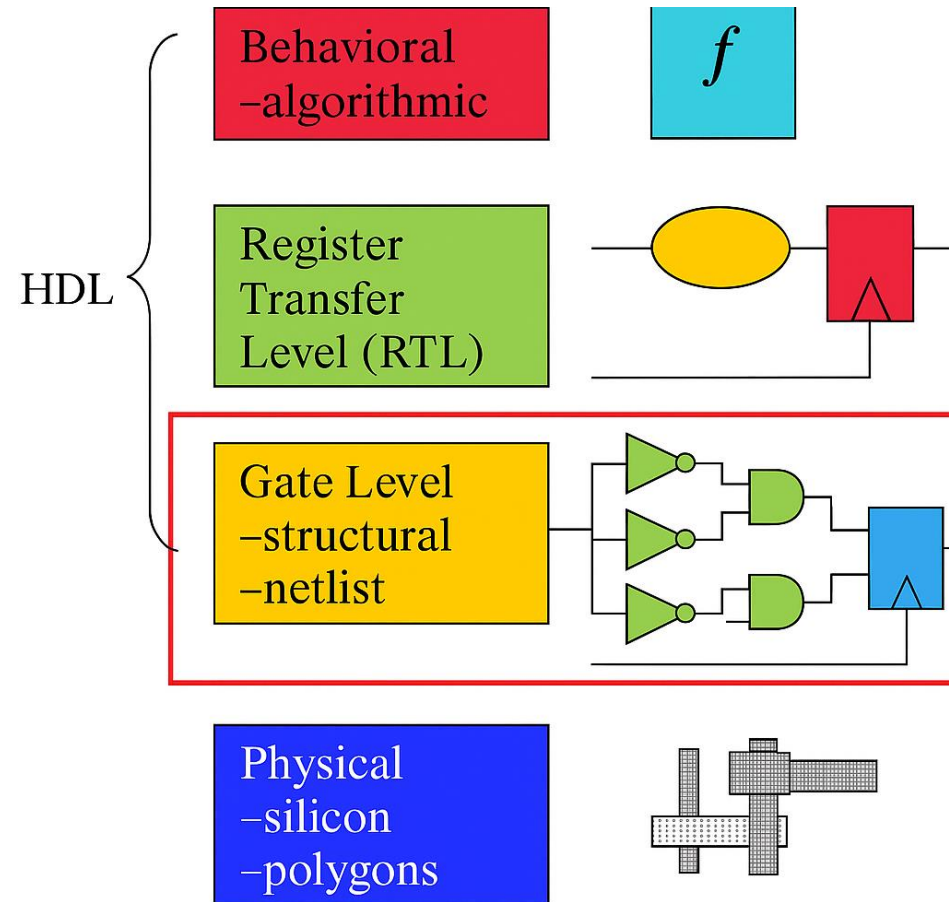 Behavioral
–algorithmic
f
HDL
Register
Transfer
Level (RTL)
Gate Level
–structural
–netlist
Physical
–silicon
–polygons